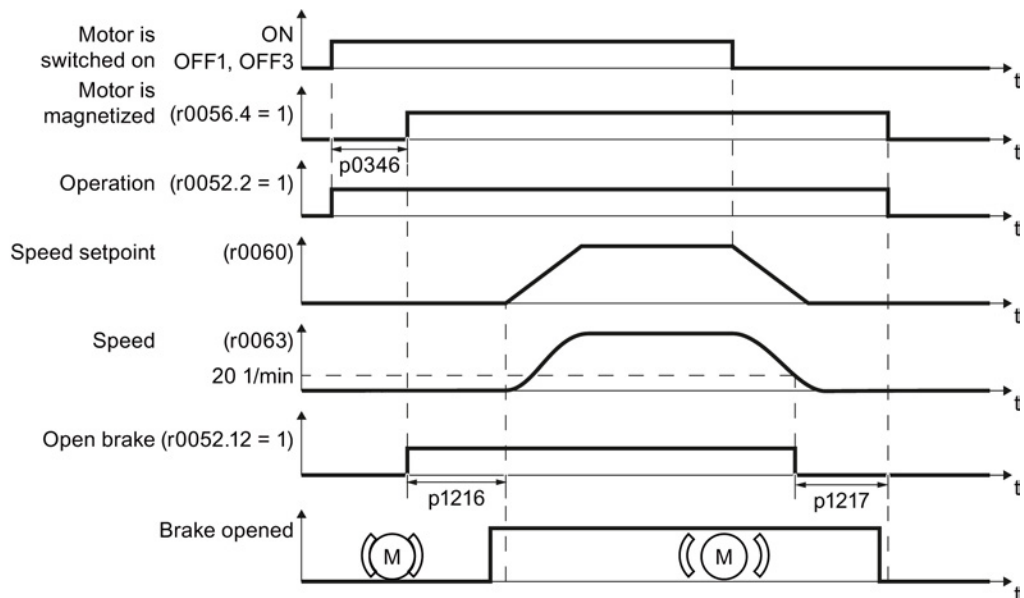 Motor is ON
switched on OFF1, OFF3
t
Motor is
magnetized (r0056.4 = 1)
t
p0346
Operation (r0052.2 = 1)
t
Speed setpoint (r0060)
t
Speed (r0063)
20 1/min
t
Open brake (r0052.12 = 1)
t
p1216 p1217
Brake opened
M M
t